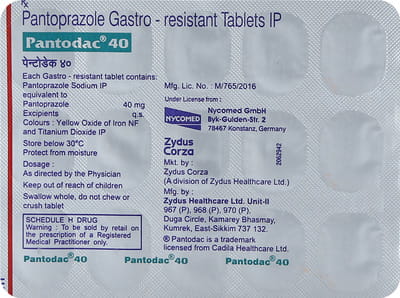 Rx
Pantoprazole Gastro - resistant Tablets IP
Pantodac® 40
पेन्टोडेक ४०
Each Gastro - resistant tablet contains:
Pantoprazole Sodium IP
equivalent to
Pantoprazole 40 mg
Excipients q.s.
Colours : Yellow Oxide of Iron NF
and Titanium Dioxide IP
Store below 30°C
Protect from moisture
Dosage :
As directed by the Physician
Keep out of reach of children
Swallow whole, do not chew or
crush tablet
SCHEDULE H DRUG
Warning : To be sold by retail on
the prescription of a Registered
Medical Practitioner only.
Mfg. Lic. No. : M/765/2016
Under License from :
NYCOMED
Nycomed GmbH
Byk-Gulden-Str. 2
78467 Konstanz, Germany
Zydus
Corza
2062942
Mkt. by :
Zydus Corza
(A division of Zydus Healthcare Ltd.)
Mfg. by :
Zydus Healthcare Ltd. Unit-II
967 (P), 968 (P), 970 (P).
Duga Circle, Kamarey Bhasmay,
Kumrek, East-Sikkim 737 132.
® Pantodac is a trademark
licensed from Cadila Healthcare Ltd.
Pantodac® 40 Pantodac® 40 Pantodac® 40